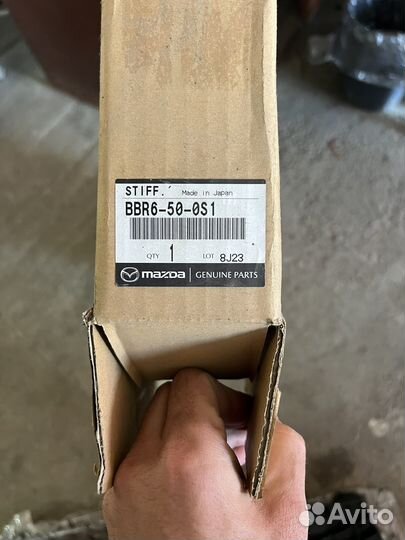 STIFF.´ Made in Japan
BBR6-50-0S1
QTY 1 LOT 8J23
mazda GENUINE PARTS
Avito